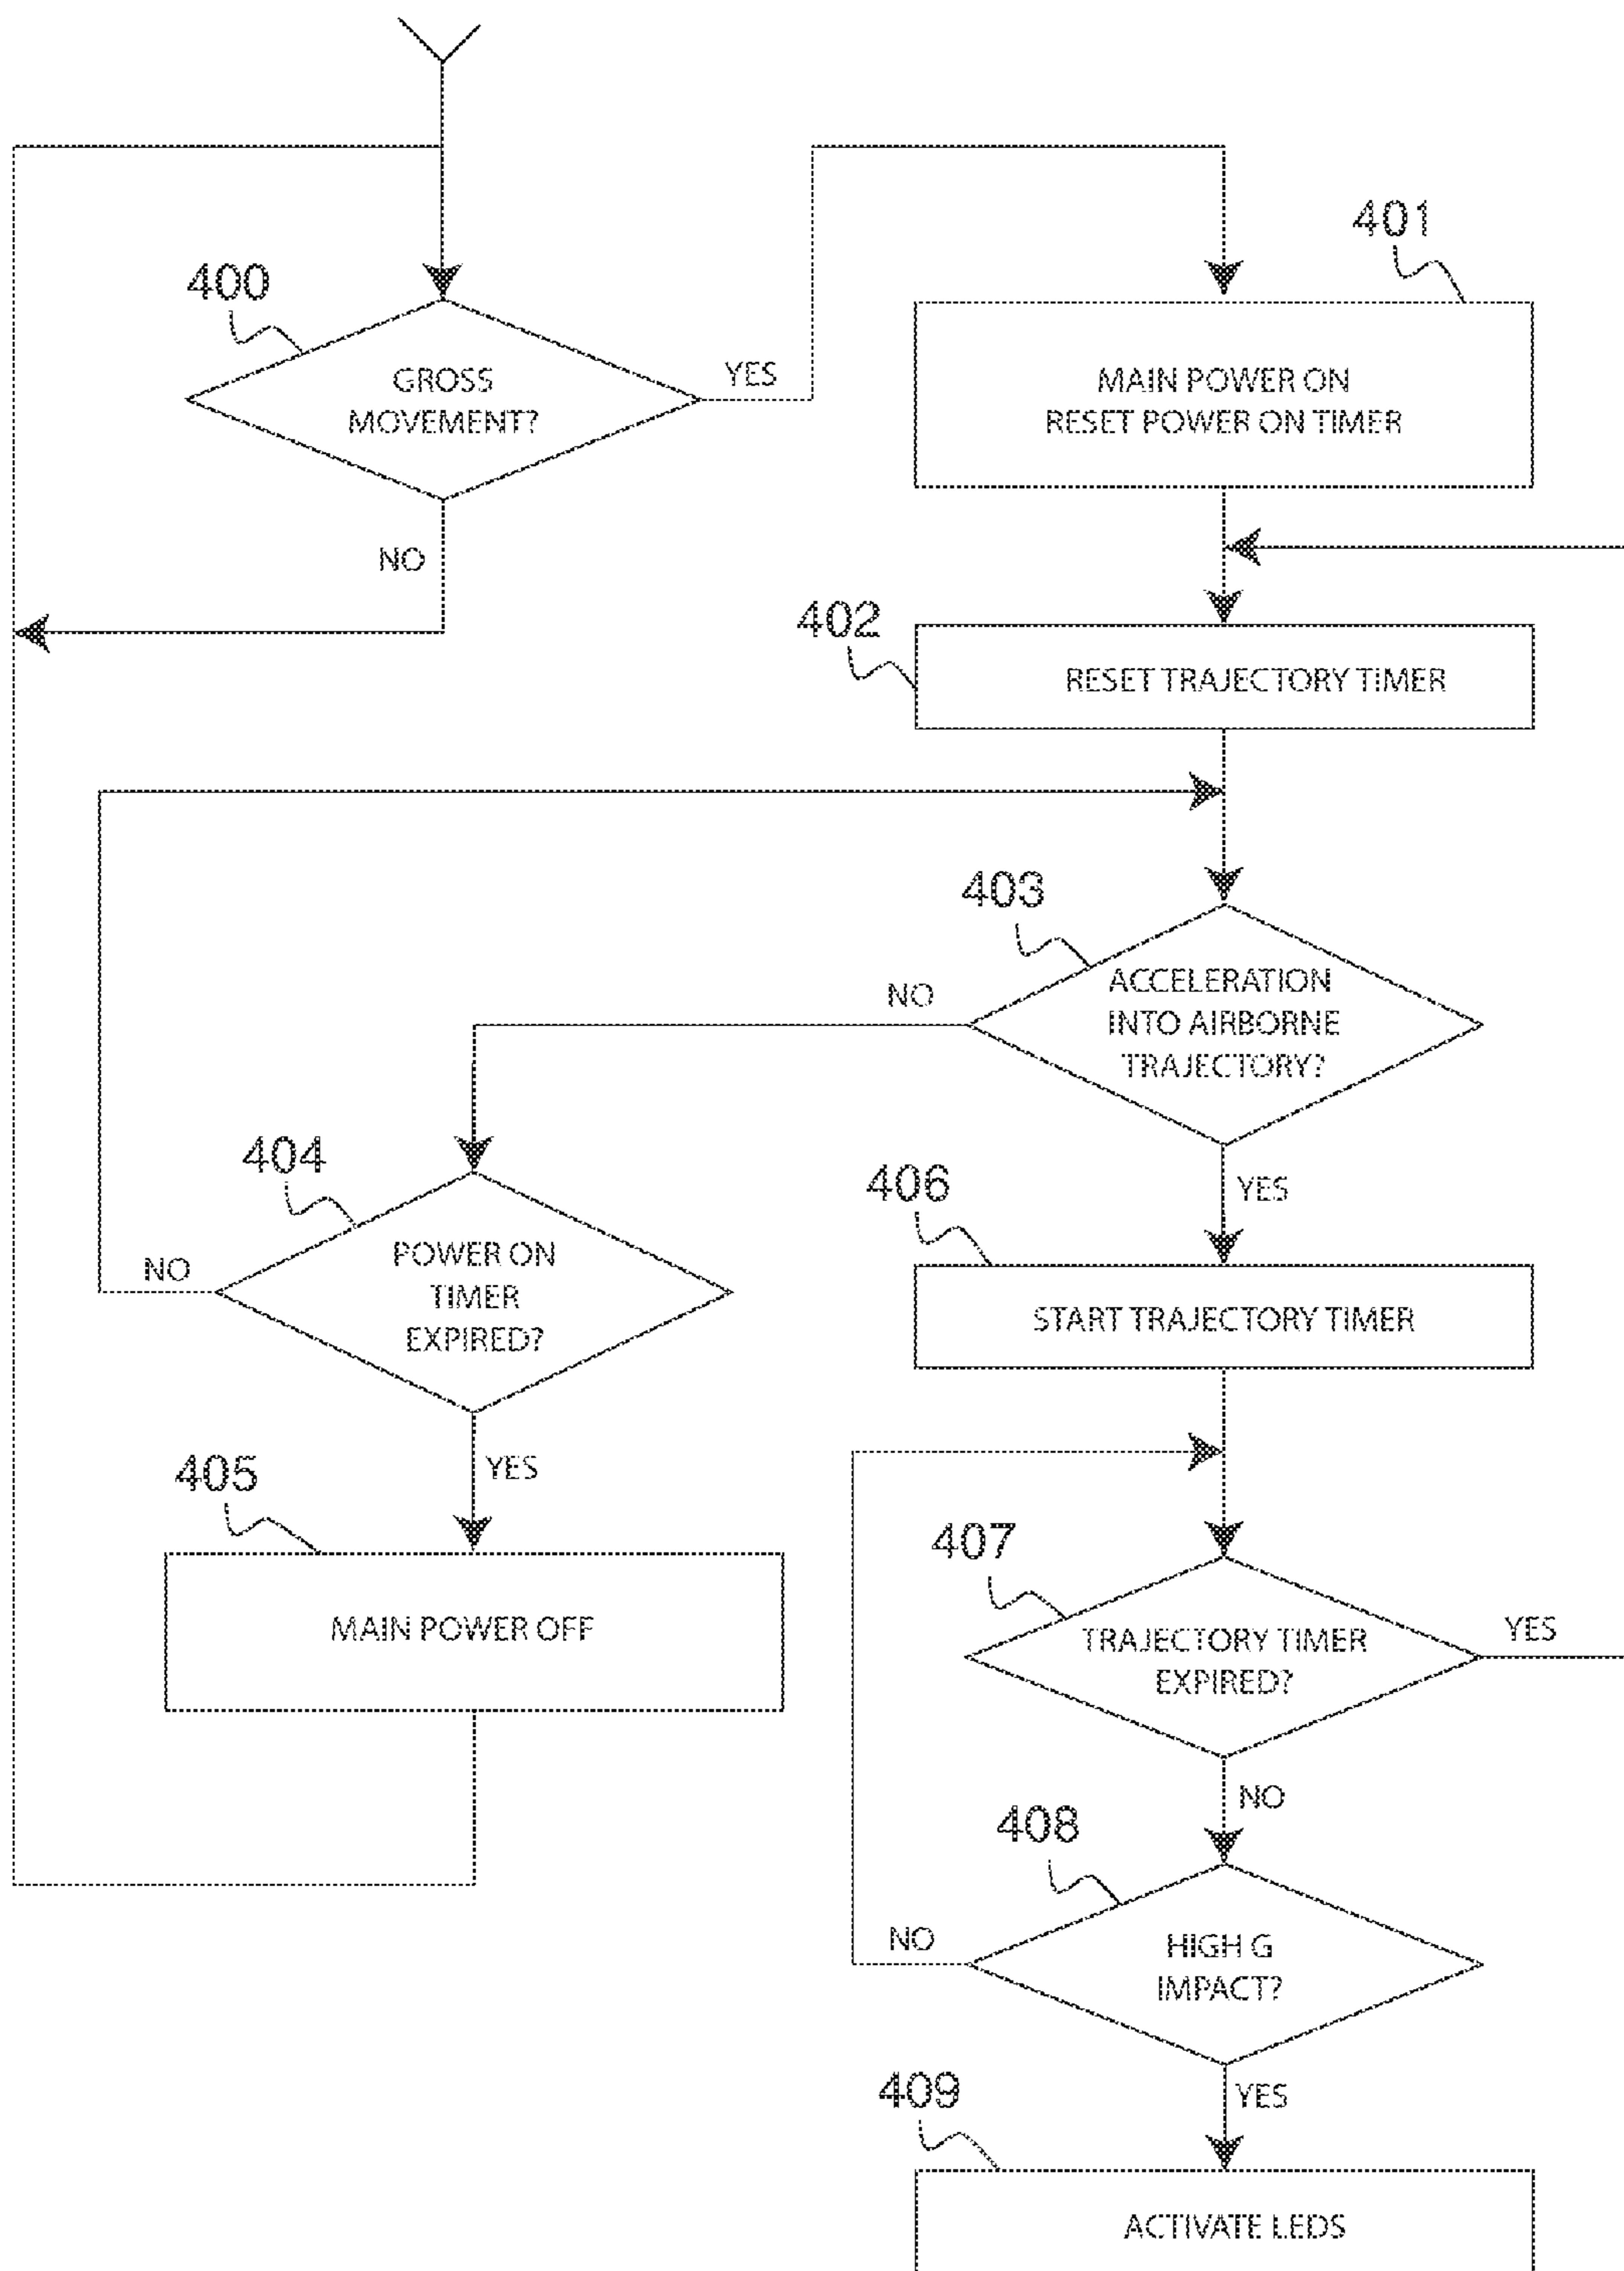 401
400
GROSS
MOVEMENT?
YES
MAIN POWER ON
RESET POWER ON TIMER
NO
402
RESET TRAJECTORY TIMER
403
ACCELERATION
INTO AIRBORNE
TRAJECTORY?
NO
404
406
YES
POWER ON
TIMER
EXPIRED?
NO
START TRAJECTORY TIMER
405
YES
407
MAIN POWER OFF
TRAJECTORY TIMER
EXPIRED?
YES
NO
408
HIGH G
IMPACT?
NO
YES
409
ACTIVATE LEDS